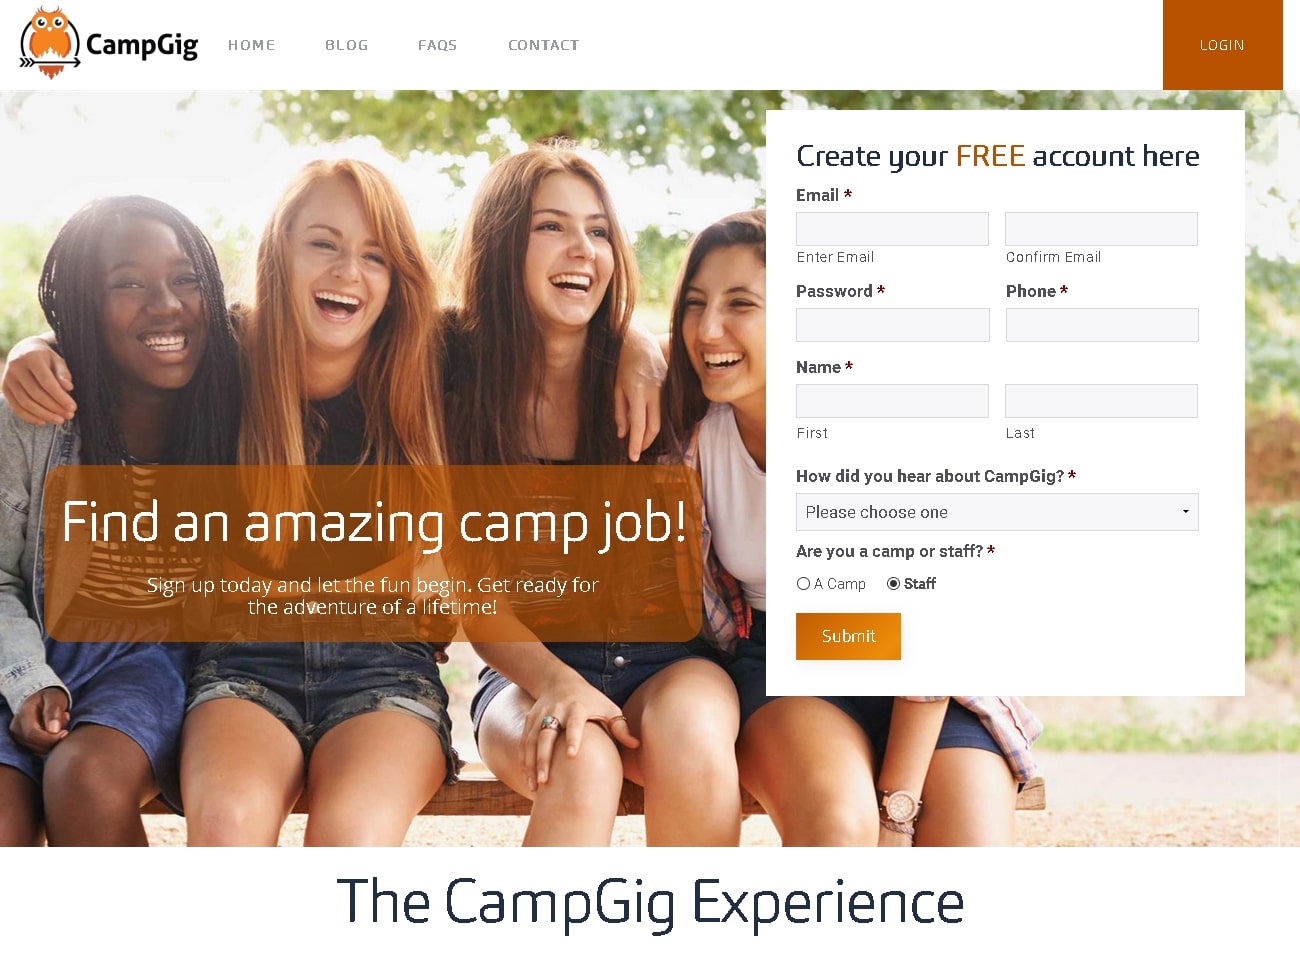 CampGig
HOME
BLOG
FAQS
CONTACT
LOGIN
Create your FREE account here
Email *
Enter Email
Confirm Email
Password *
Phone *
Name *
First
Last
How did you hear about CampGig? *
Please choose one
Are you a camp or staff? *
A Camp
Staff
Submit
Find an amazing camp job!
Sign up today and let the fun begin. Get ready for
the adventure of a lifetime!
The CampGig Experience